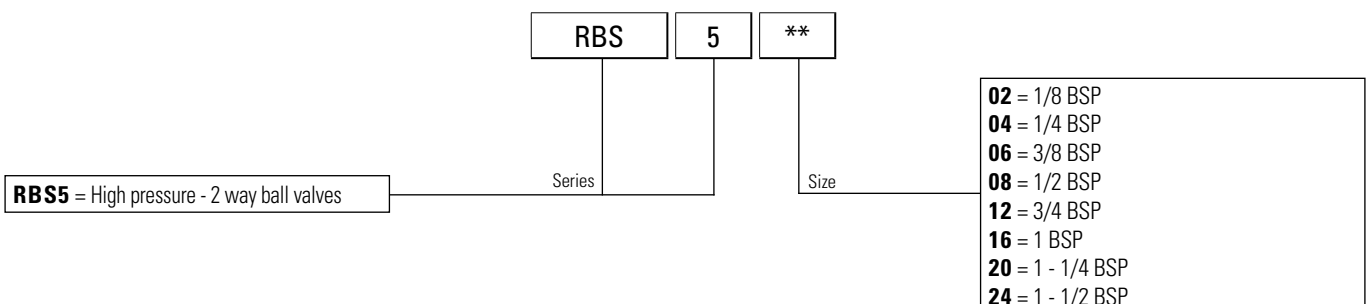 RBS 5 **
02 = 1/8 BSP
04 = 1/4 BSP
06 = 3/8 BSP
08 = 1/2 BSP
12 = 3/4 BSP
16 = 1 BSP
20 = 1 - 1/4 BSP
24 = 1 - 1/2 BSP
Series
Size
RBS5 = High pressure - 2 way ball valves